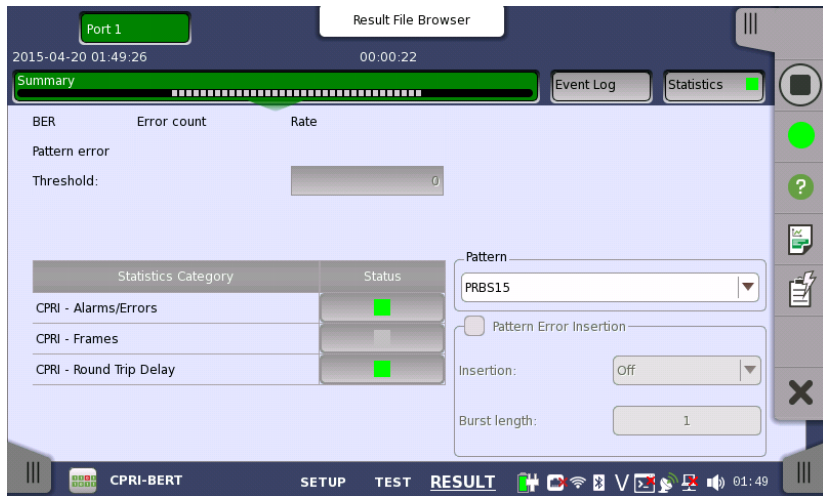 Port 1
Result File Browser
2015-04-20 01:49:26 00:00:22
Summary
Event Log
Statistics
BER Error count Rate
Pattern error
Threshold: 0
Statistics Category Status
CPRI - Alarms/Errors
CPRI - Frames
CPRI - Round Trip Delay
Pattern
PRBS15
Pattern Error Insertion
Insertion: Off
Burst length: 1
?
CPRI-BERT SETUP TEST RESULT V 01:49